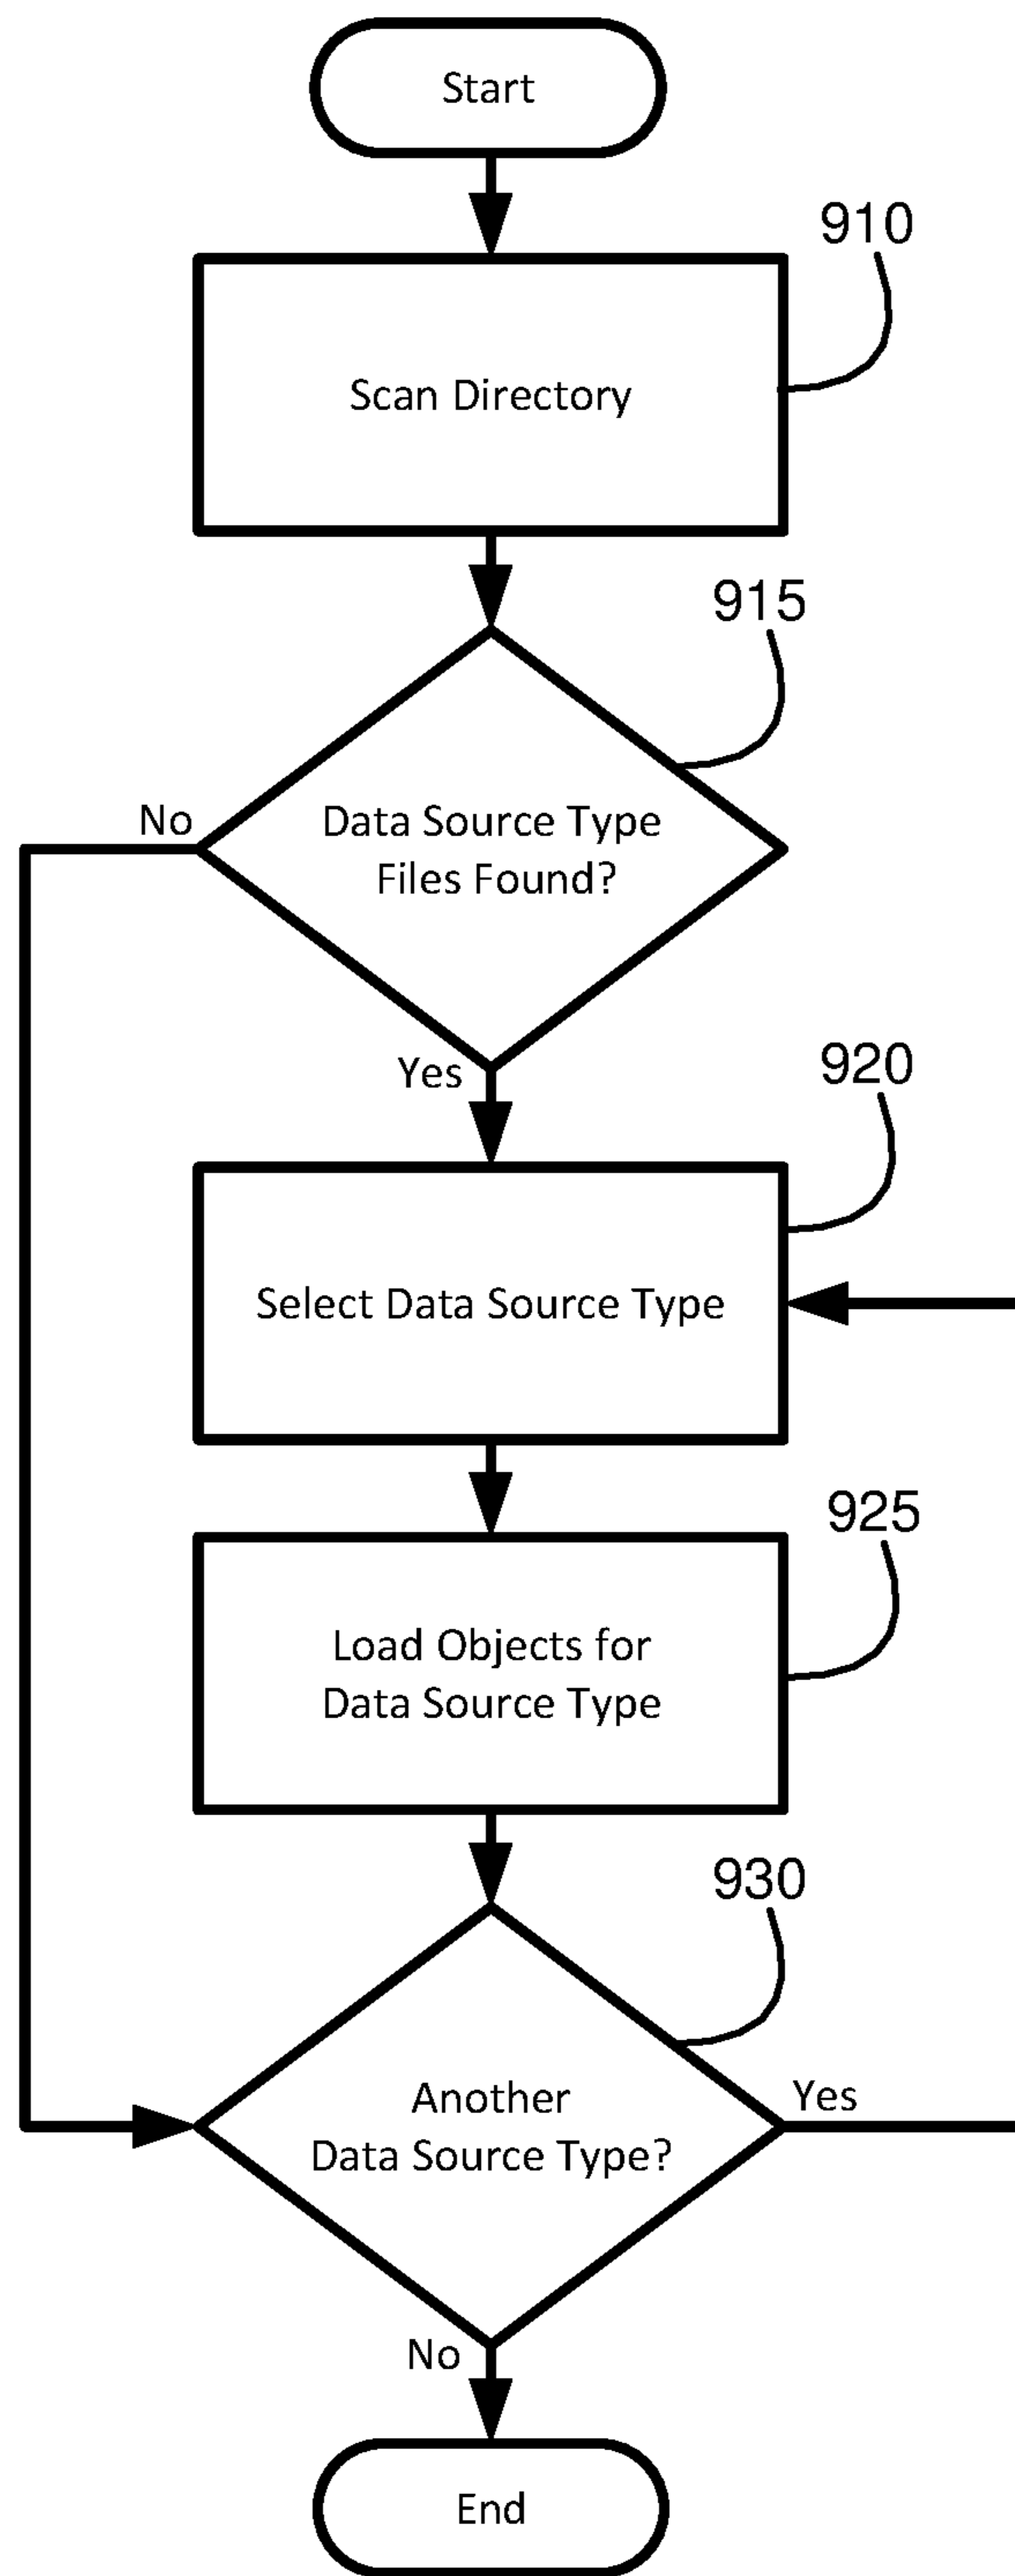 Start
910
Scan Directory
915
No
Data Source Type
Files Found?
Yes
920
Select Data Source Type
925
Load Objects for
Data Source Type
930
Another
Data Source Type?
Yes
No
End